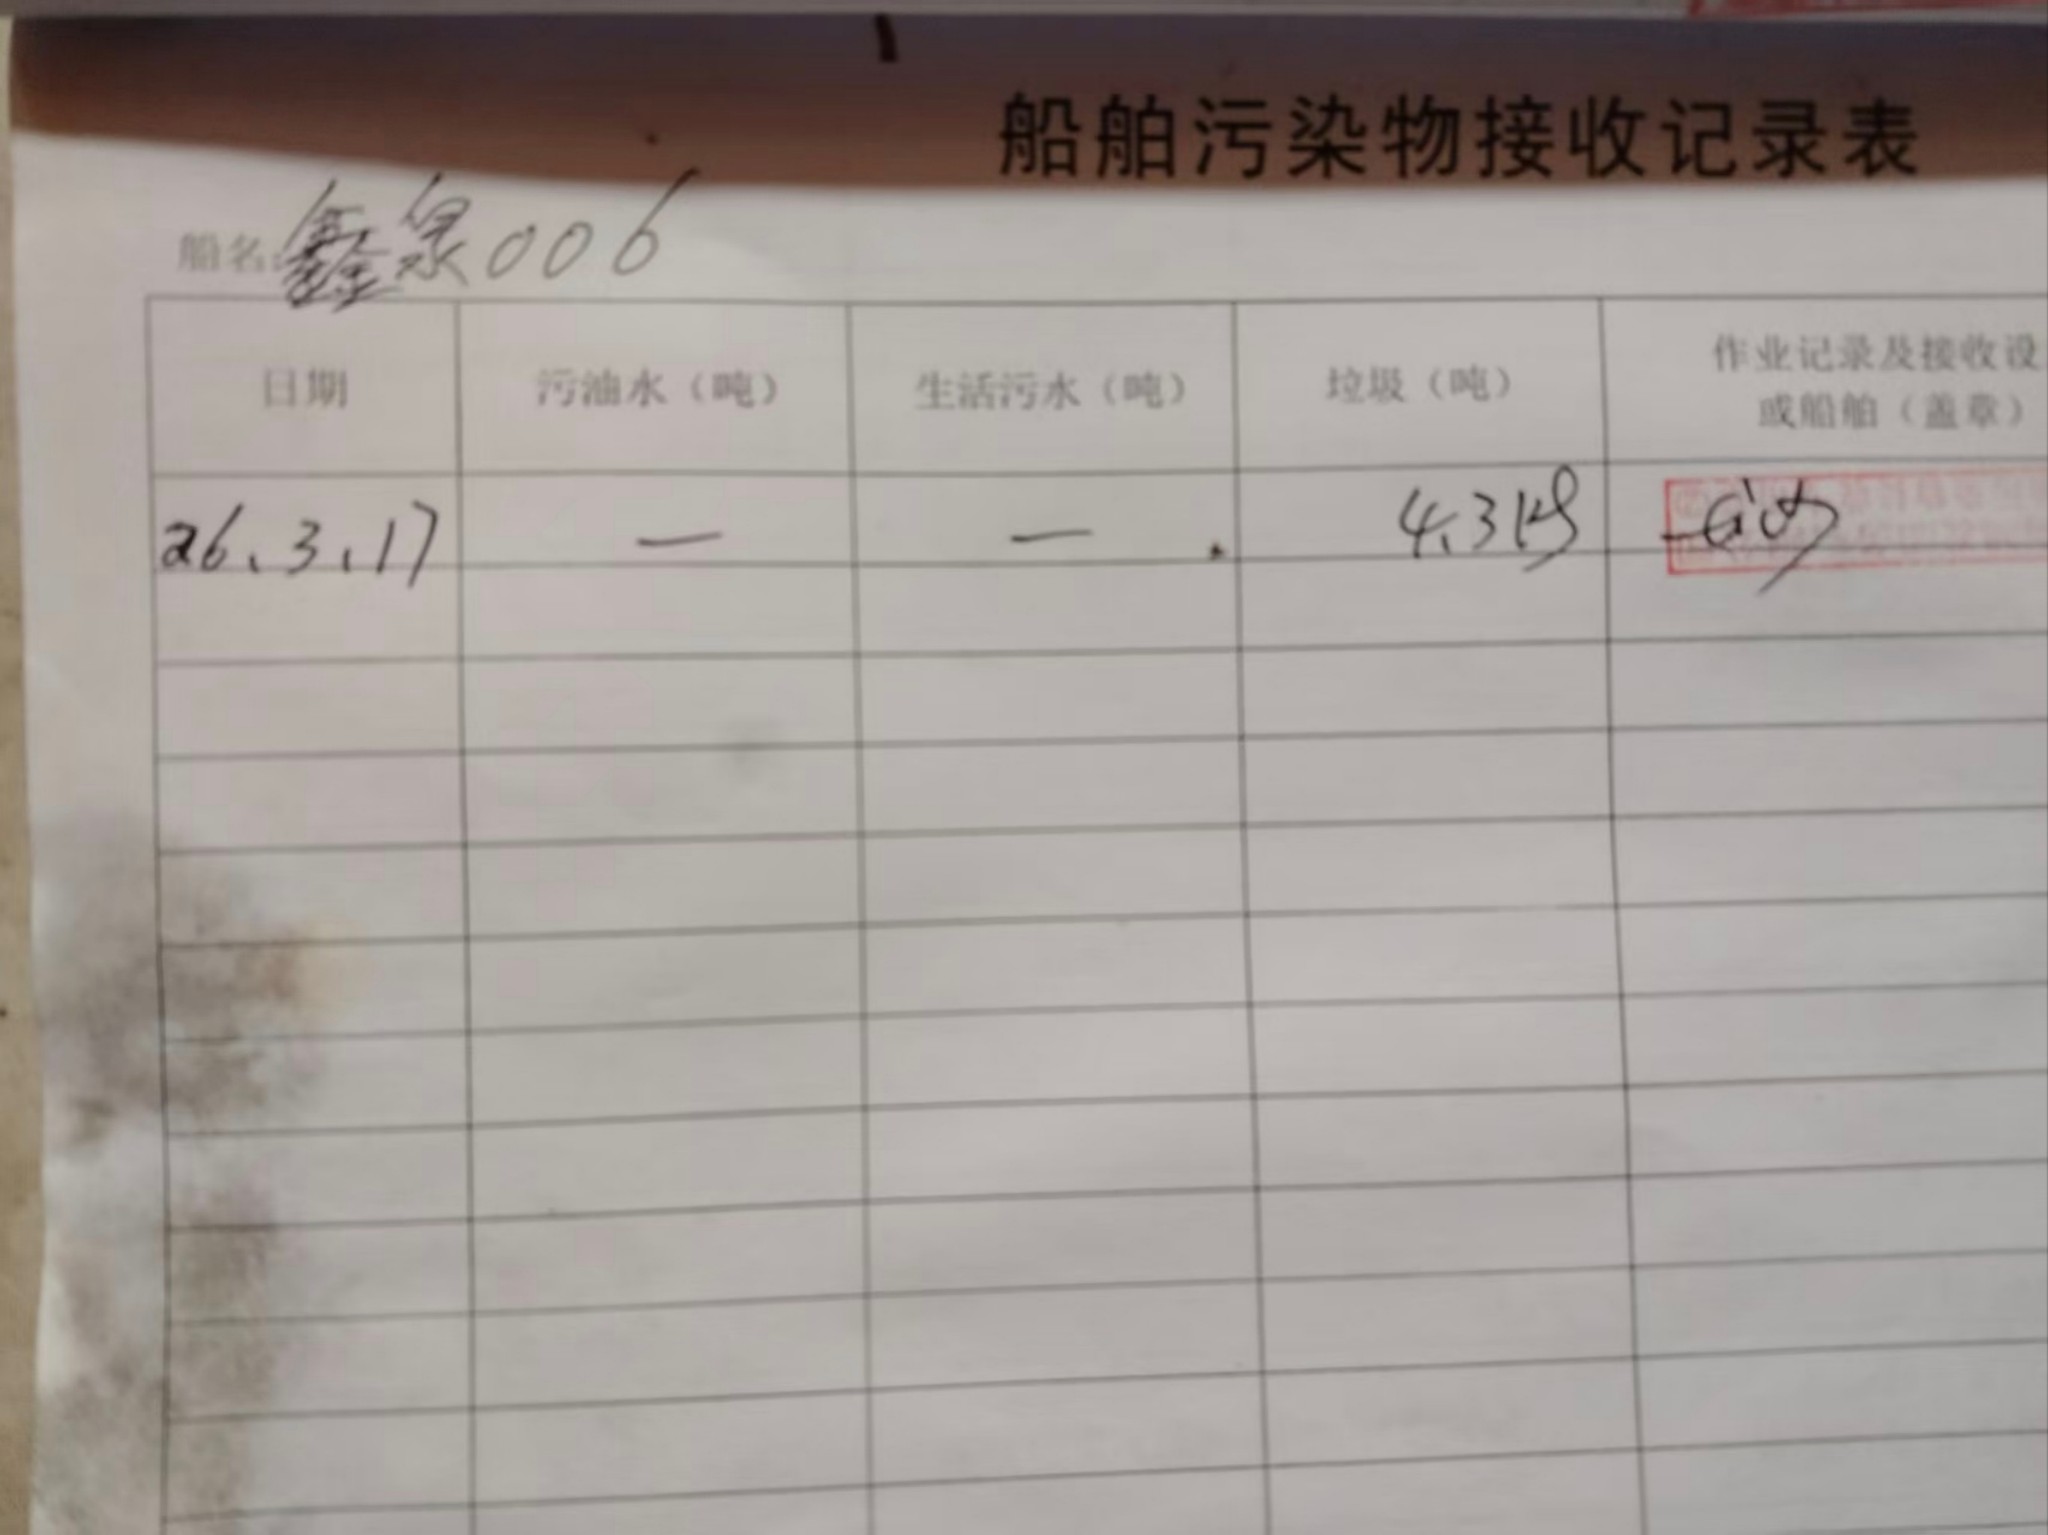 船舶污染物接收记录表
船名:鑫泉006
日期 污油水（吨） 生活污水（吨） 垃圾（吨） 作业记录及接收设
或船舶（盖章）
26.3.17 — — 4.3kg